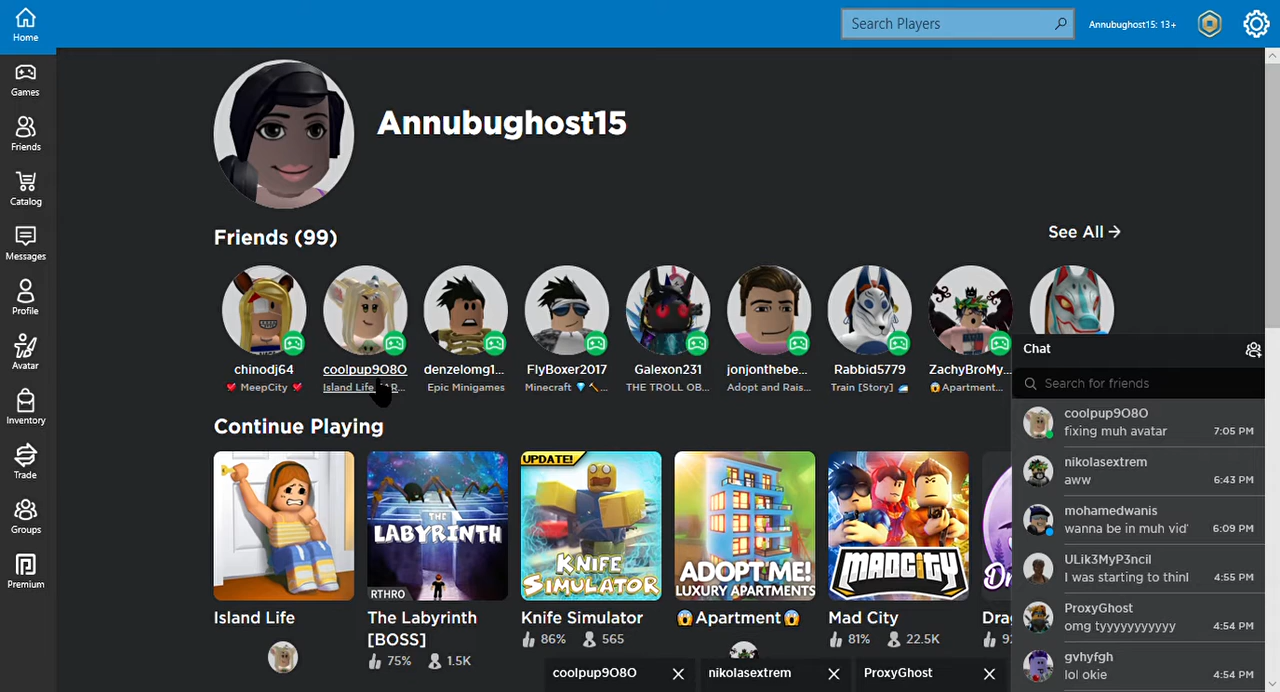 Home
Search Players
Annubughost15: 13+
Games
Friends
Catalog
Messages
Profile
Avatar
Inventory
Trade
Groups
Premium
Annubughost15
Friends (99)
See All
chinodj64
coolpup9O8O
denzelomg1...
FlyBoxer2017
Galexon231
jonjonthebe...
Rabbid5779
ZachyBroMy...
MeepCity
Island Life
Epic Minigames
Minecraft
THE TROLL OB...
Adopt and Rais...
Train [Story]
Apartment...
Continue Playing
THE
LABYRINTH
RTHRO
UPDATE!
KNIFE
SIMULATOR
ADOPT ME!
LUXURY APARTMENTS
MADCITY
Island Life
The Labyrinth
[BOSS]
75% 1.5K
Knife Simulator
86% 565
Apartment
Mad City
81% 22.5K
Chat
Search for friends
coolpup9O8O
fixing muh avatar 7:05 PM
nikolasextrem
aww 6:43 PM
mohamedwanis
wanna be in muh vid' 6:09 PM
ULik3MyP3ncil
I was starting to thinl 4:55 PM
ProxyGhost
omg tyyyyyyyyyy 4:54 PM
gvhyfgh
lol okie 4:54 PM
coolpup9O8O
nikolasextrem
ProxyGhost